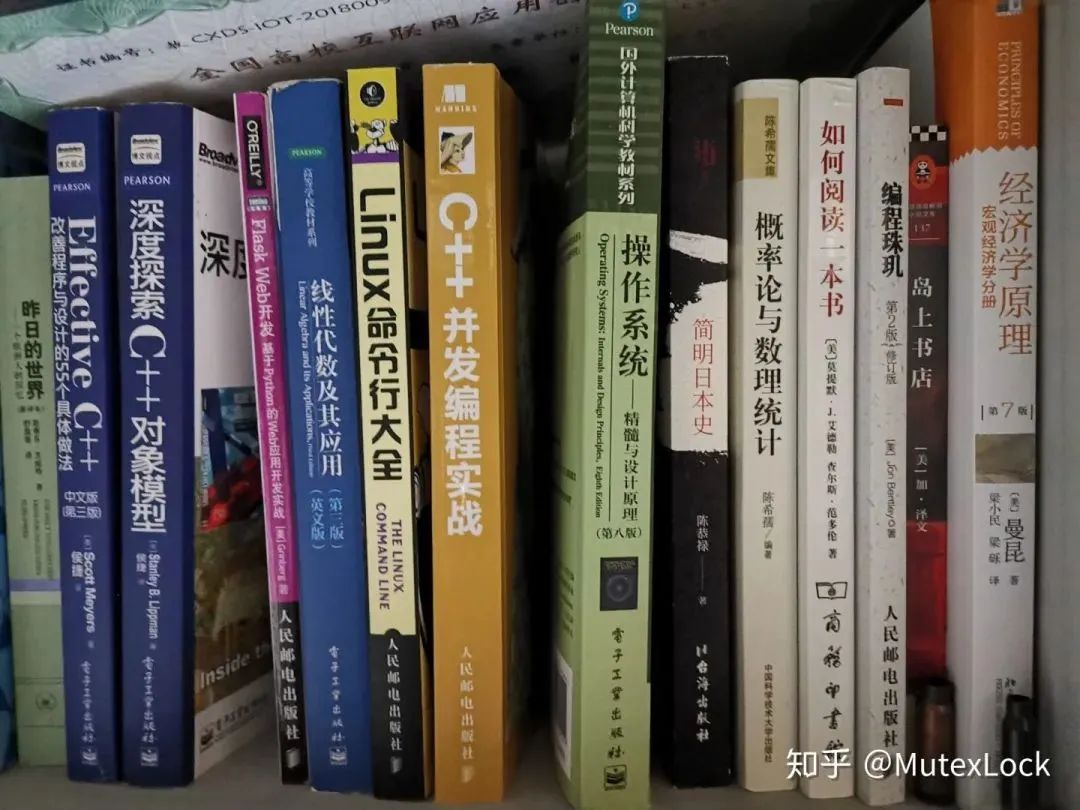 证书编号:教 CXDS-IOT-201800
全国高校互联网应用
昨日的世界
博文视点
PEARSON
Effective C++
改善程序与设计的55个具体做法
中文版
(第三版)
[美] Scott Meyers 著
侯捷 译
电子工业出版社
Broadview
博文视点
PEARSON
深度探索C++对象模型
[美] Stanley B. Lippman 著
侯捷 译
电子工业出版社
Broadv
深度
Inside the
电子工业出版社
O'REILLY
Flask Web开发
基于Python的Web应用开发实战
[美] Grinberg 著
人民邮电出版社
PEARSON
高等学校教材系列
线性代数及其应用
Linear Algebra and Its Applications, Third Edition
(第三版)
(英文版)
电子工业出版社
Linux命令行大全
THE LINUX
COMMAND LINE
人民邮电出版社
MANNING
C++并发编程实战
人民邮电出版社
Pearson
国外计算机科学教材系列
操作系统——精髓与设计原理
(第八版)
Operating Systems: Internals and Design Principles, Eighth Edition
电子工业出版社
简明日本史
陈恭禄——著
台海出版社
陈希孺文集
概率论与数理统计
陈希孺/编著
中国科学技术大学出版社
如何阅读一本书
[美] 莫提默·J.艾德勒 查尔斯·范多伦 著
商务印书馆
编程珠玑
第2版 修订版
[美] Jon Bentley 著
人民邮电出版社
137
岛上书店
[美] 加·泽文
PRINCIPLES OF
ECONOMICS
经济学原理
宏观经济学分册
第7版
[美] 曼昆 著
梁小民 梁砾 译
知乎 @MutexLock